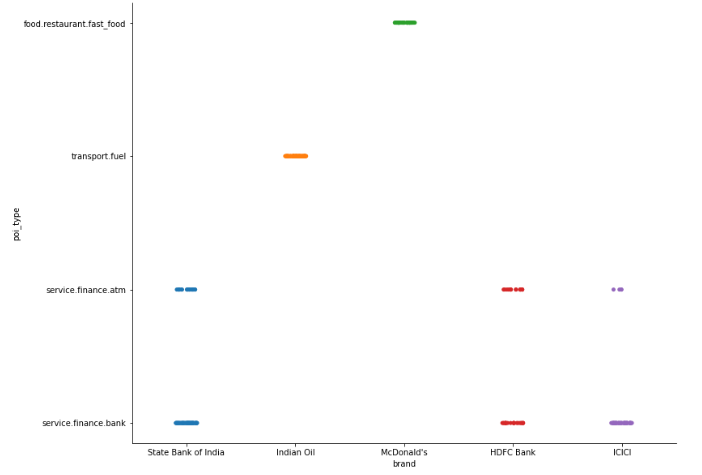 food.restaurant.fast_food
transport.fuel
poi_type
service.finance.atm
service.finance.bank
State Bank of India Indian Oil McDonald's HDFC Bank ICICI
brand